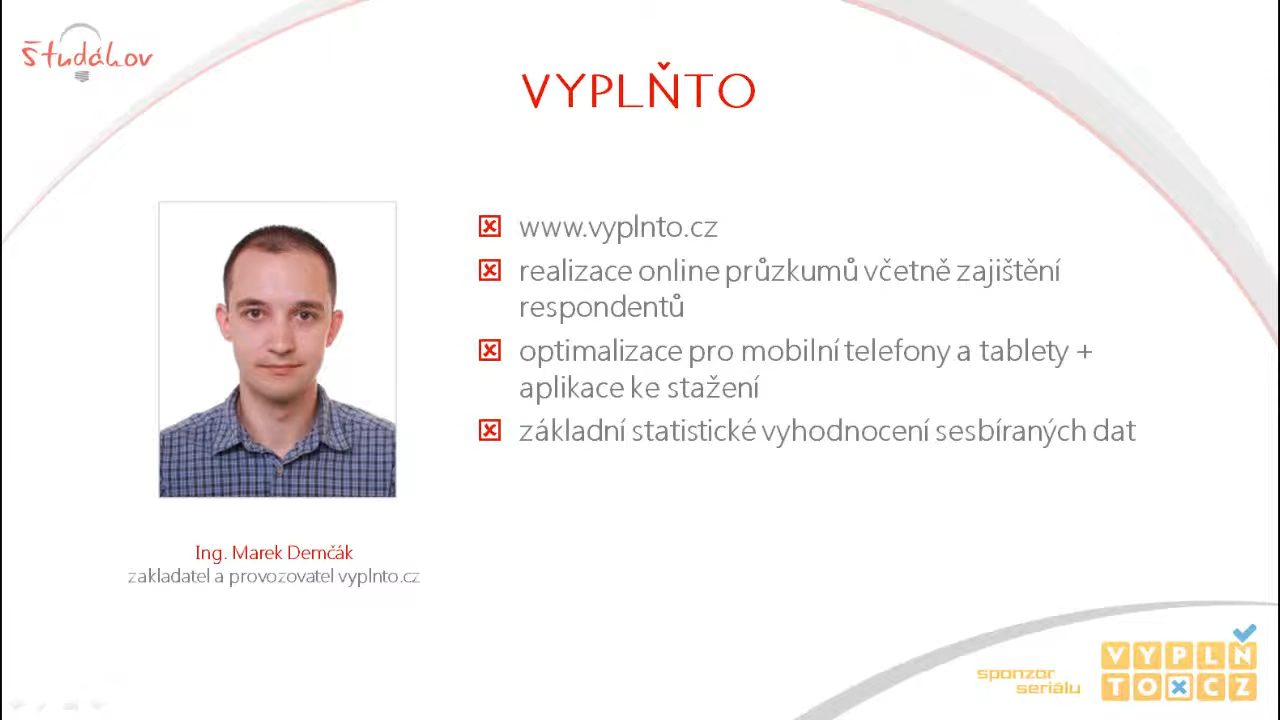 Študákov
VYPLŇTO
www.vyplnto.cz
realizace online průzkumů včetně zajištění
respondentů
optimalizace pro mobilní telefony a tablety +
aplikace ke stažení
základní statistické vyhodnocení sesbíraných dat
Ing. Marek Demčák
zakladatel a provozovatel vyplnto.cz
sponzor
seriálu
VYPLŇ
TO CZ